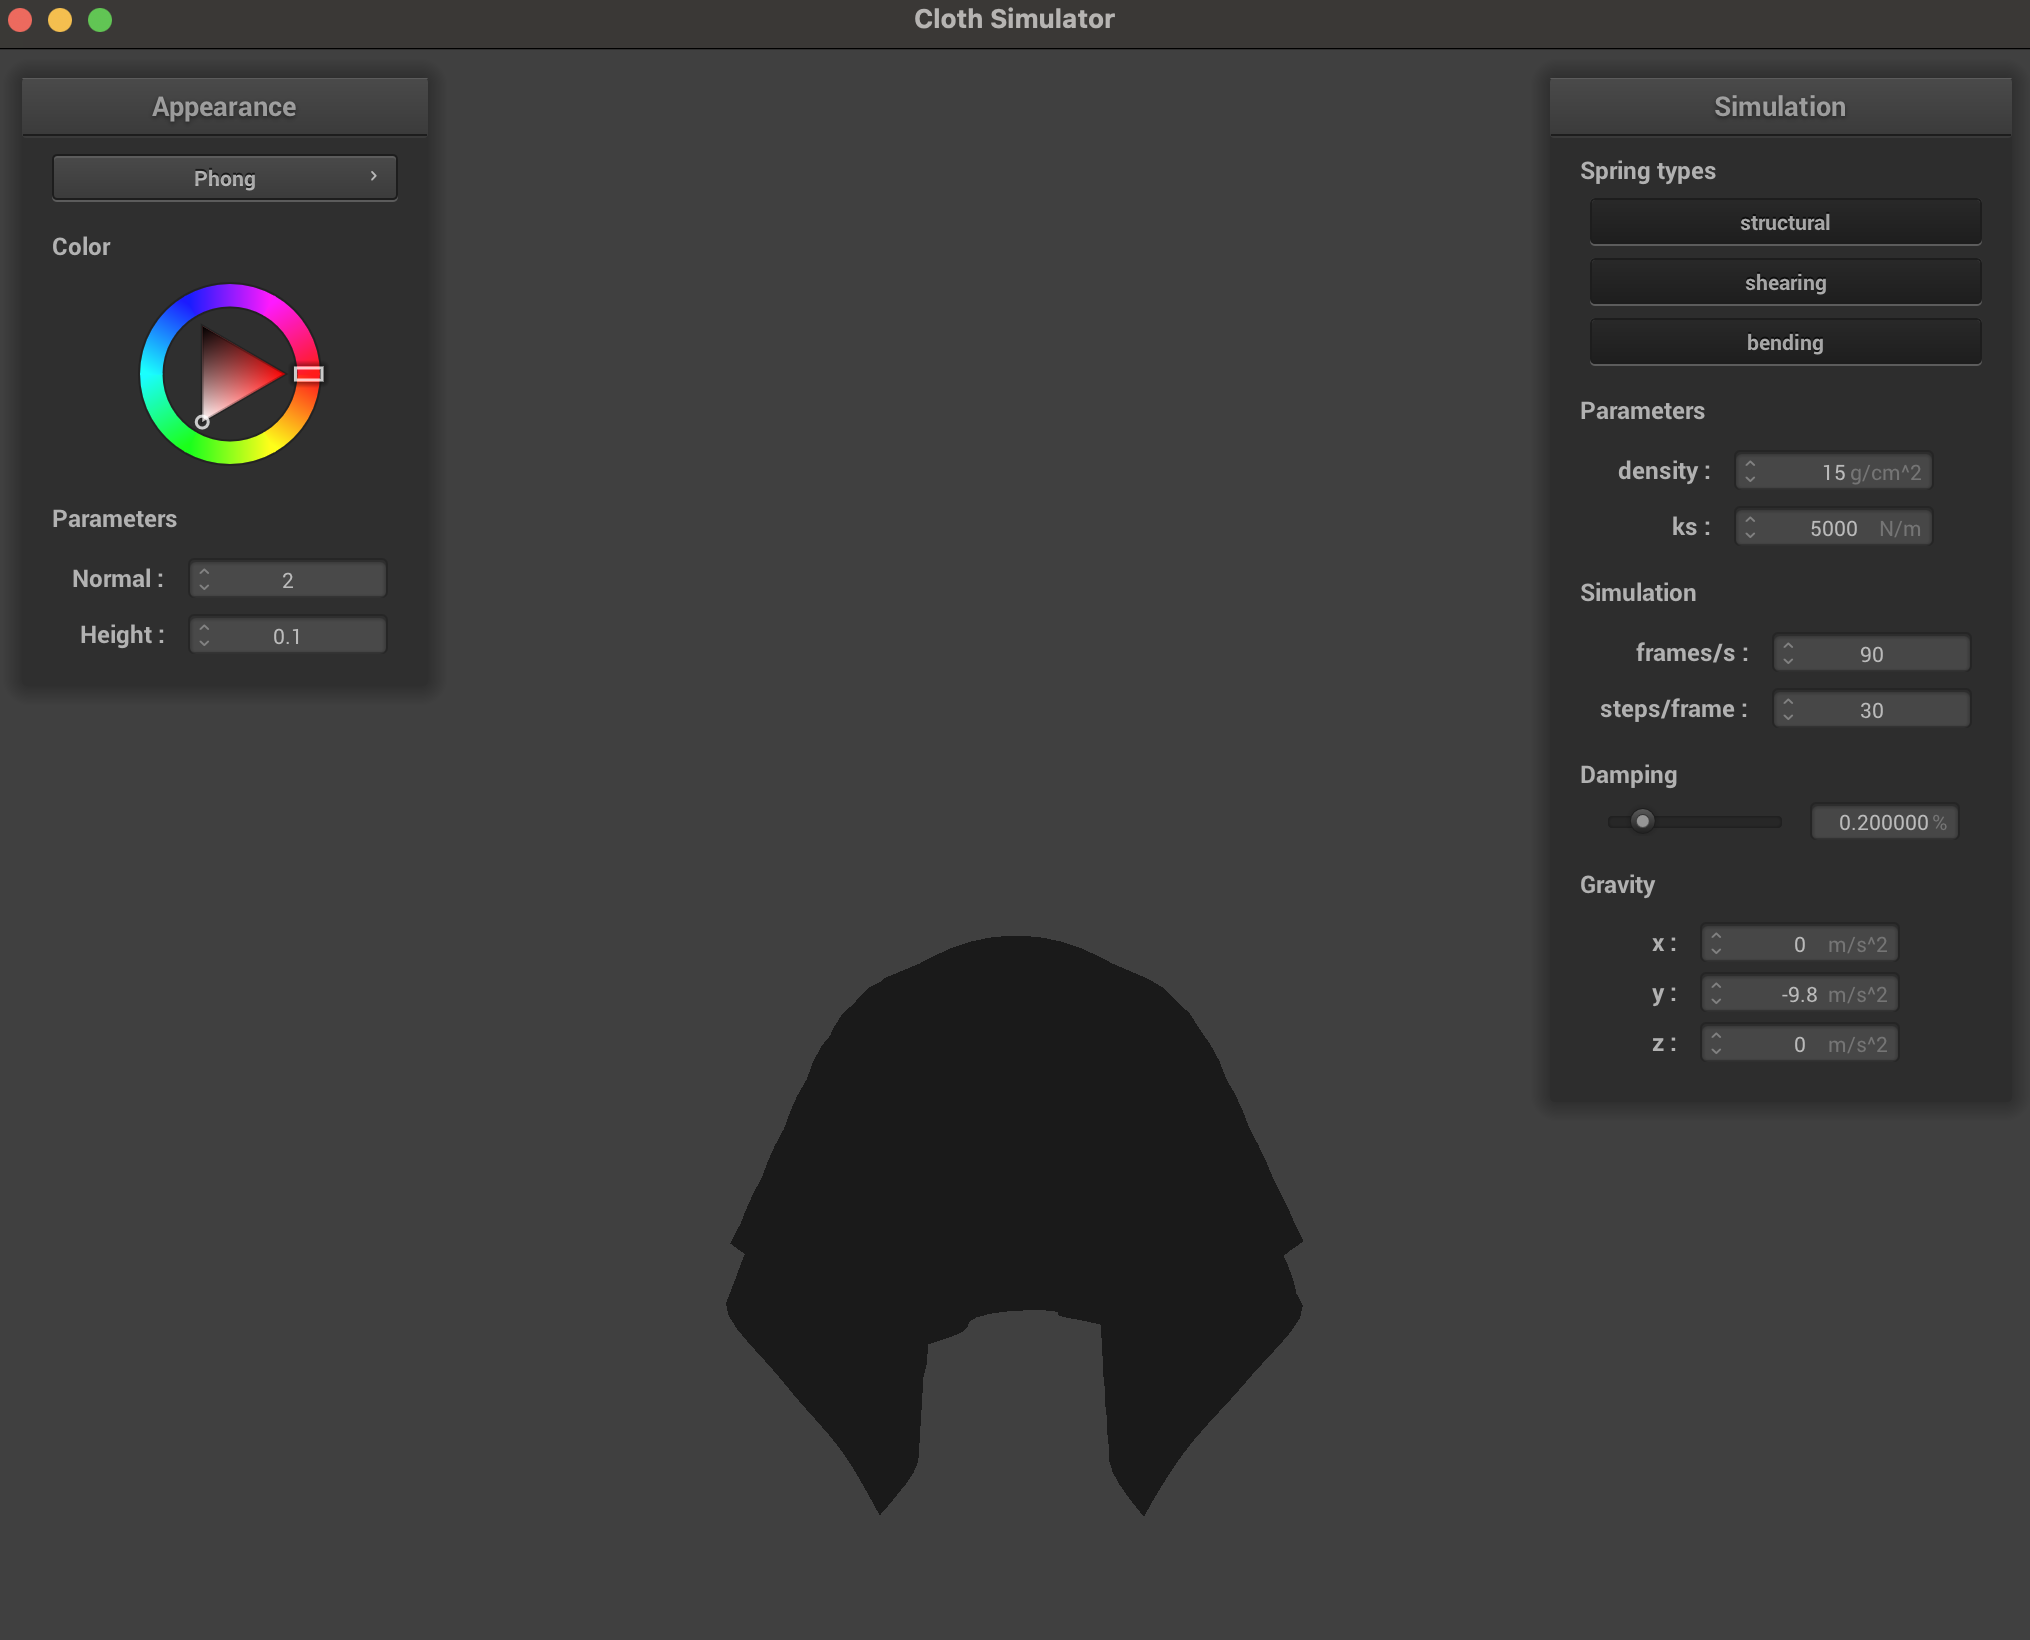 Cloth Simulator
Appearance
Phong
Color
Parameters
Normal : 2
Height : 0.1
Simulation
Spring types
structural
shearing
bending
Parameters
density : 15 g/cm^2
ks : 5000 N/m
Simulation
frames/s : 90
steps/frame : 30
Damping
0.200000 %
Gravity
x : 0 m/s^2
y : -9.8 m/s^2
z : 0 m/s^2